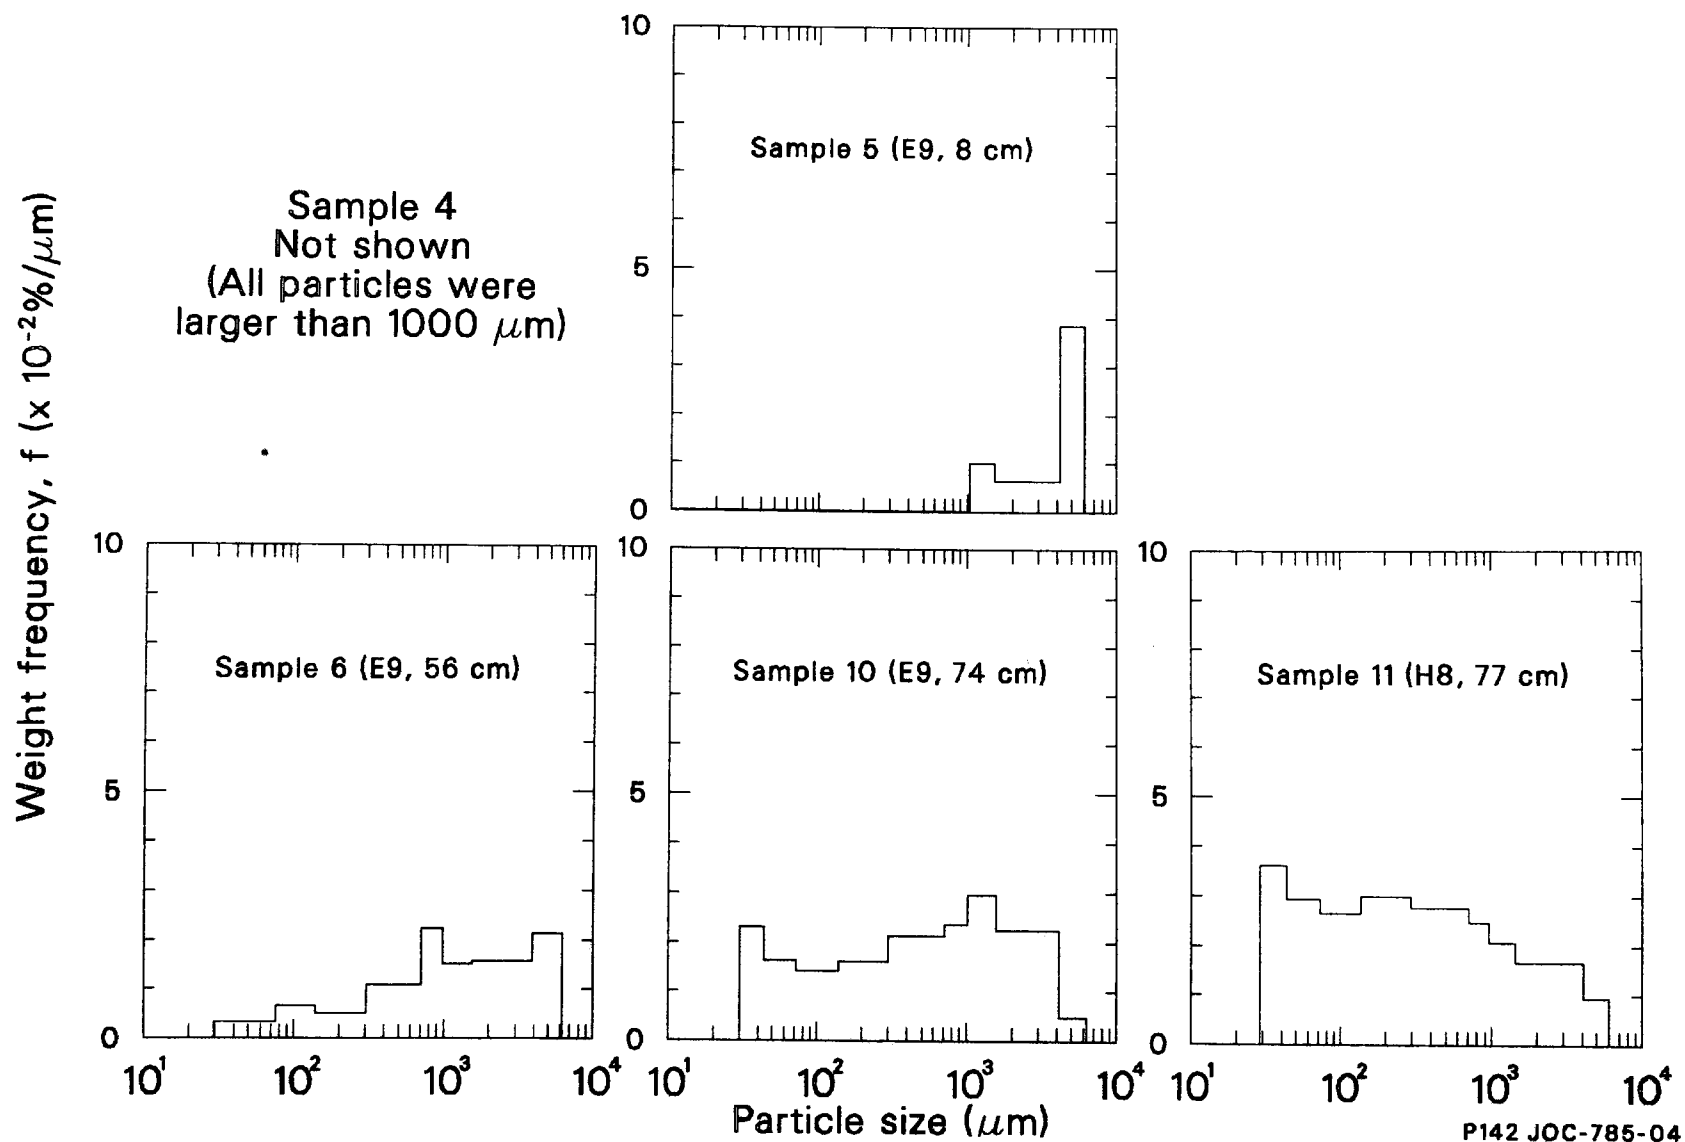 Weight frequency, f (x 10⁻²%/μm)
Sample 4
Not shown
(All particles were
larger than 1000 μm)
10
5
0
Sample 5 (E9, 8 cm)
10
5
0
Sample 6 (E9, 56 cm)
10¹ 10² 10³ 10⁴
10
5
0
Sample 10 (E9, 74 cm)
10¹ 10² 10³ 10⁴
10
5
0
Sample 11 (H8, 77 cm)
10¹ 10² 10³ 10⁴
Particle size (μm)
P142 JOC-785-04